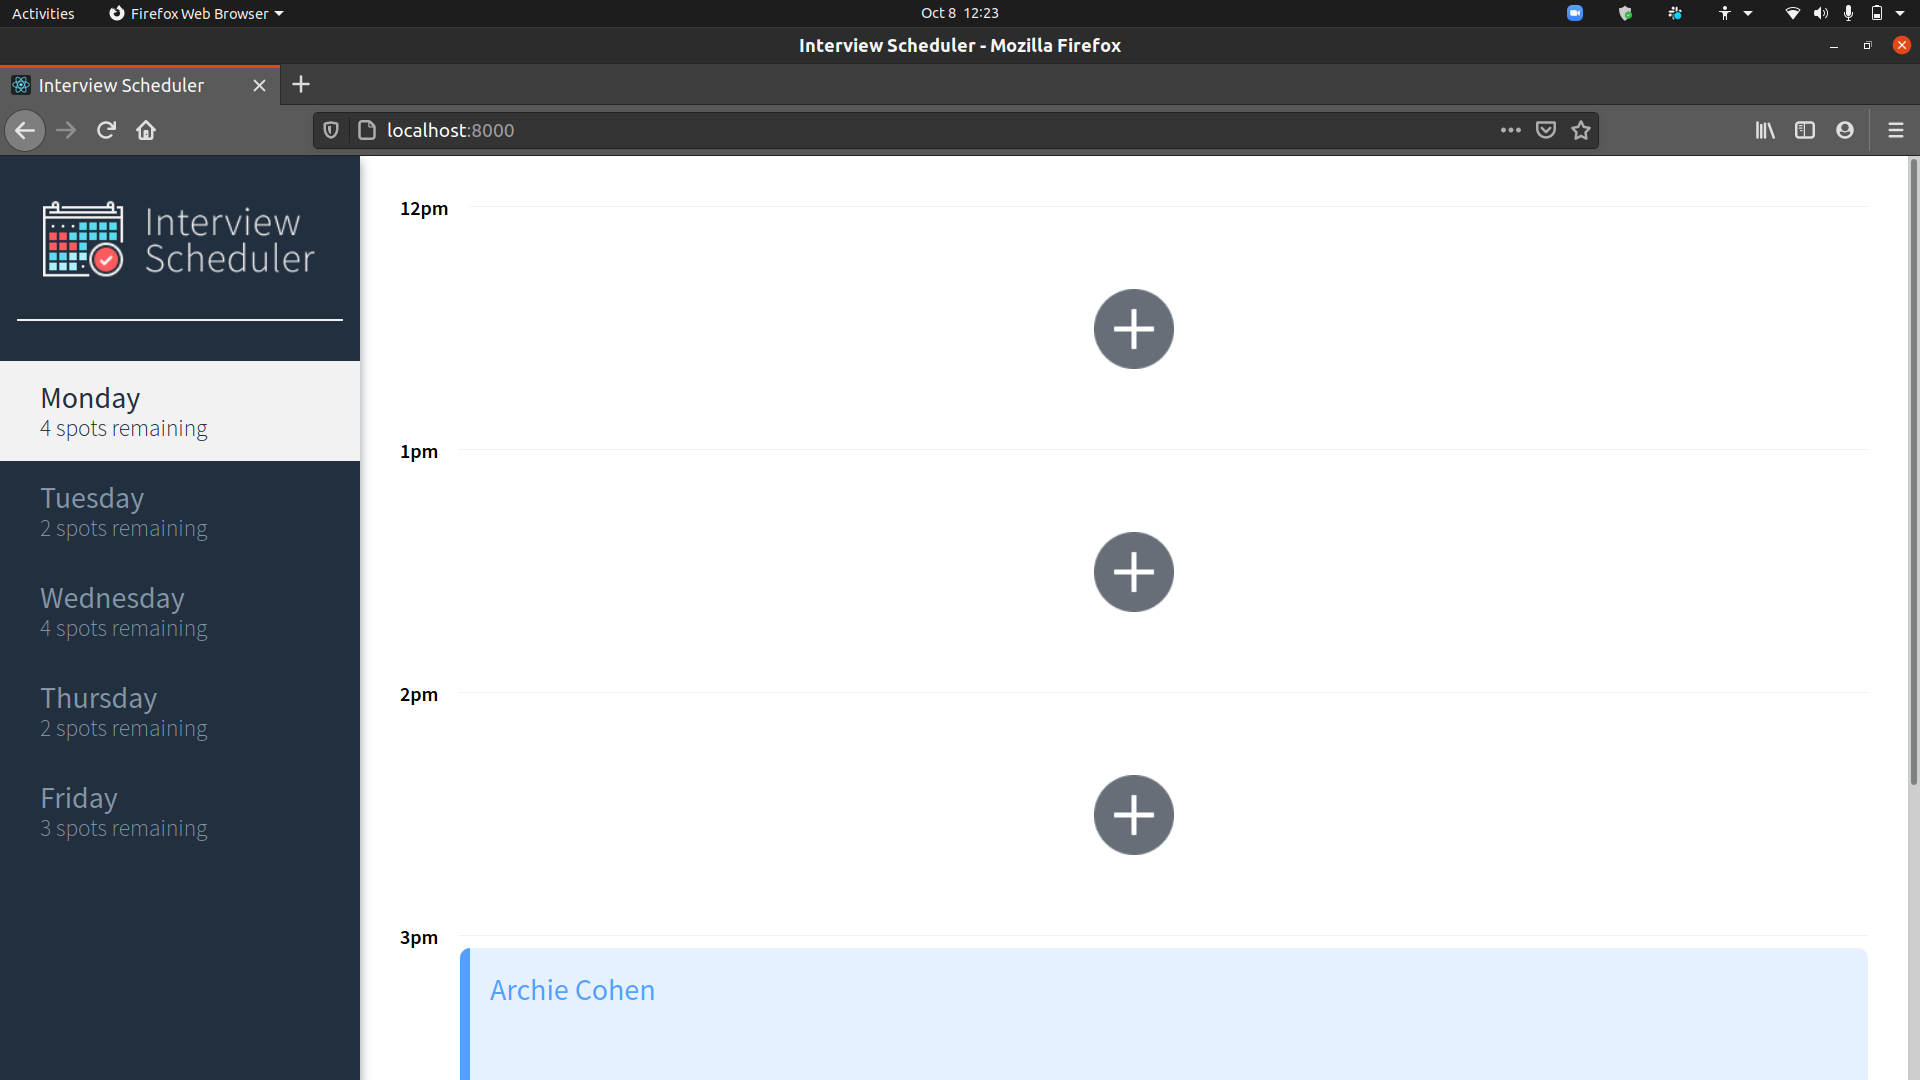 Activities
Firefox Web Browser
Oct 8 12:23
Interview Scheduler - Mozilla Firefox
Interview Scheduler
localhost:8000
Interview
Scheduler
Monday
4 spots remaining
Tuesday
2 spots remaining
Wednesday
4 spots remaining
Thursday
2 spots remaining
Friday
3 spots remaining
12pm
1pm
2pm
3pm
Archie Cohen